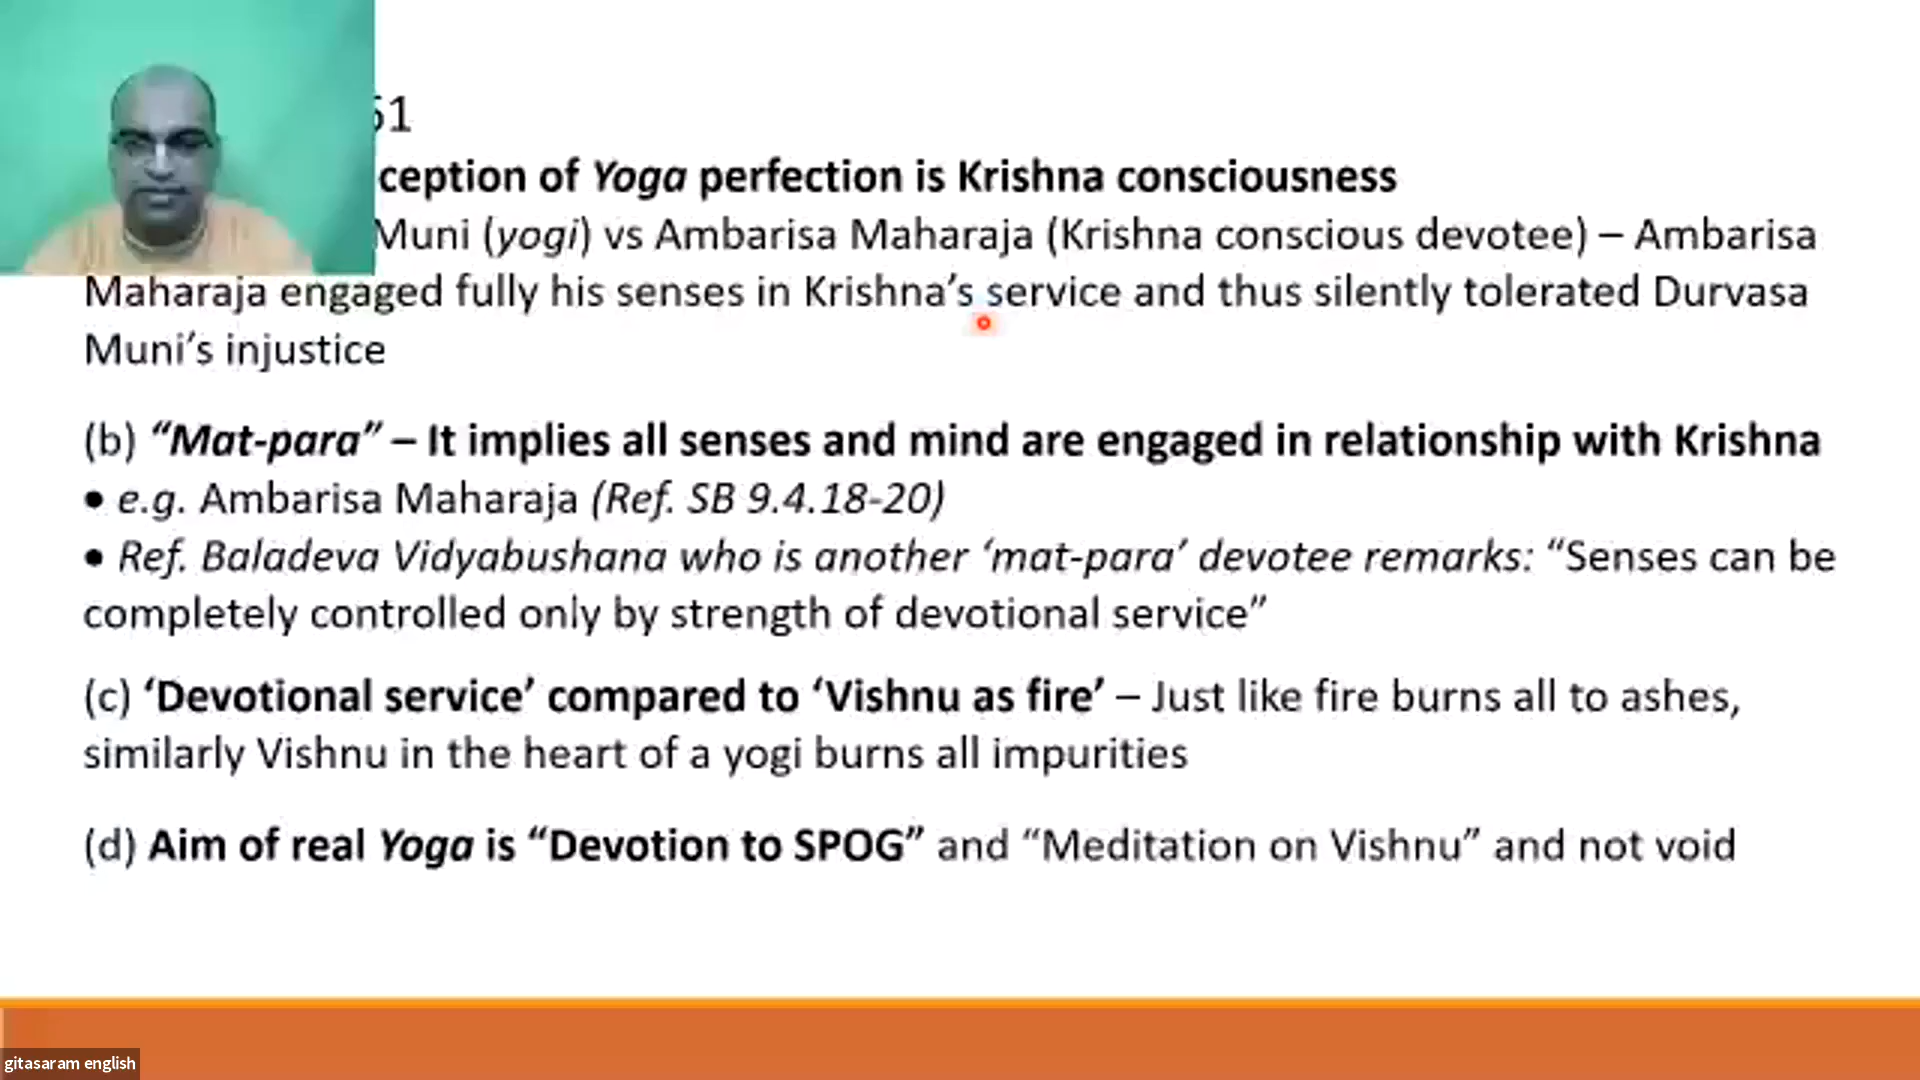 61
ception of Yoga perfection is Krishna consciousness
Muni (yogi) vs Ambarisa Maharaja (Krishna conscious devotee) – Ambarisa
Maharaja engaged fully his senses in Krishna’s service and thus silently tolerated Durvasa
Muni’s injustice
(b) “Mat-para” – It implies all senses and mind are engaged in relationship with Krishna
• e.g. Ambarisa Maharaja (Ref. SB 9.4.18-20)
• Ref. Baladeva Vidyabushana who is another ‘mat-para’ devotee remarks: “Senses can be
completely controlled only by strength of devotional service”
(c) ‘Devotional service’ compared to ‘Vishnu as fire’ – Just like fire burns all to ashes,
similarly Vishnu in the heart of a yogi burns all impurities
(d) Aim of real Yoga is “Devotion to SPOG” and “Meditation on Vishnu” and not void
gitasaram english